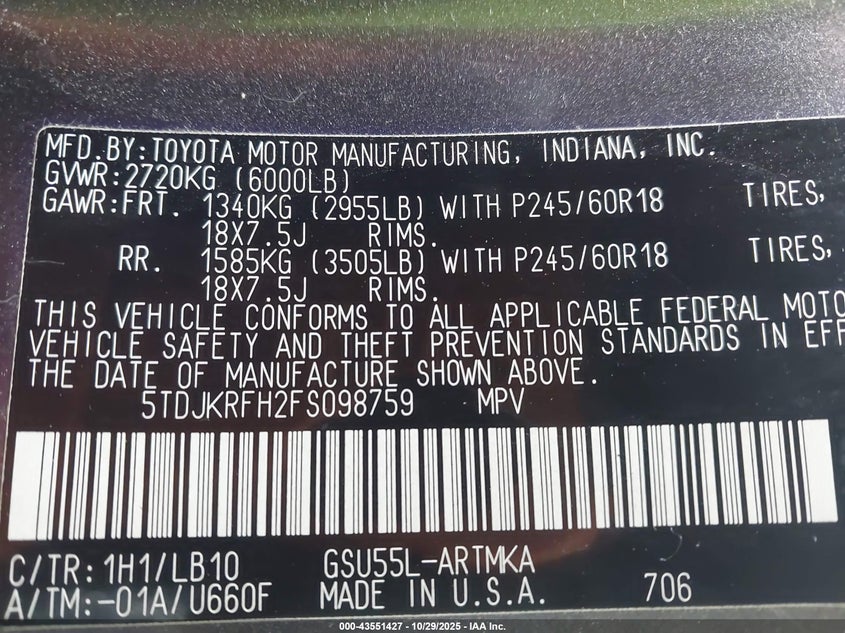 MFD.BY:TOYOTA MOTOR MANUFACTURING, INDIANA, INC.
GVWR:2720KG (6000LB)
GAWR:FRT. 1340KG (2955LB) WITH P245/60R18 TIRES,
18X7.5J RIMS.
RR. 1585KG (3505LB) WITH P245/60R18 TIRES,
18X7.5J RIMS.
THIS VEHICLE CONFORMS TO ALL APPLICABLE FEDERAL MOTO
VEHICLE SAFETY AND THEFT PREVENTION STANDARDS IN EFF
THE DATE OF MANUFACTURE SHOWN ABOVE.
5TDJKRFH2FS098759 MPV
C/TR:1H1/LB10 GSU55L-ARTMKA
A/TM:-01A/U660F MADE IN U.S.A. 706
000-43551427 - 10/29/2025 - IAA Inc.